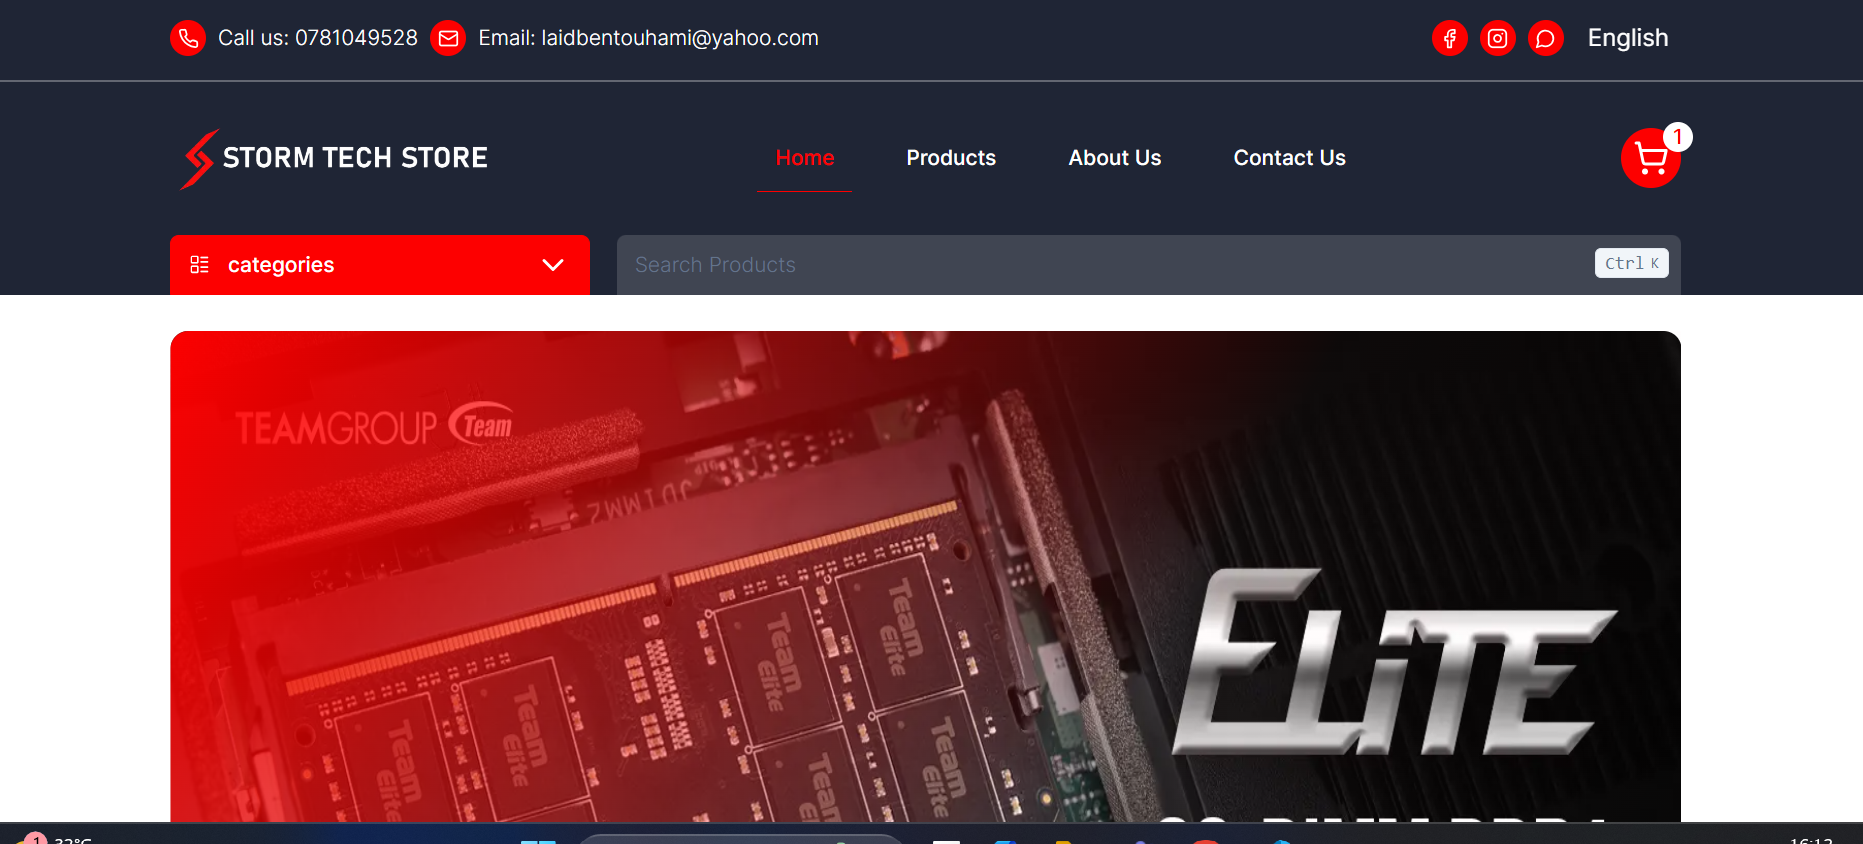 Call us: 0781049528 Email: laidbentouhami@yahoo.com English
STORM TECH STORE Home Products About Us Contact Us 1
categories Search Products Ctrl K
TEAMGROUP Team
ELiTE
Team Elite
Team Elite
Team Elite
Team Elite
Team
Team Elite